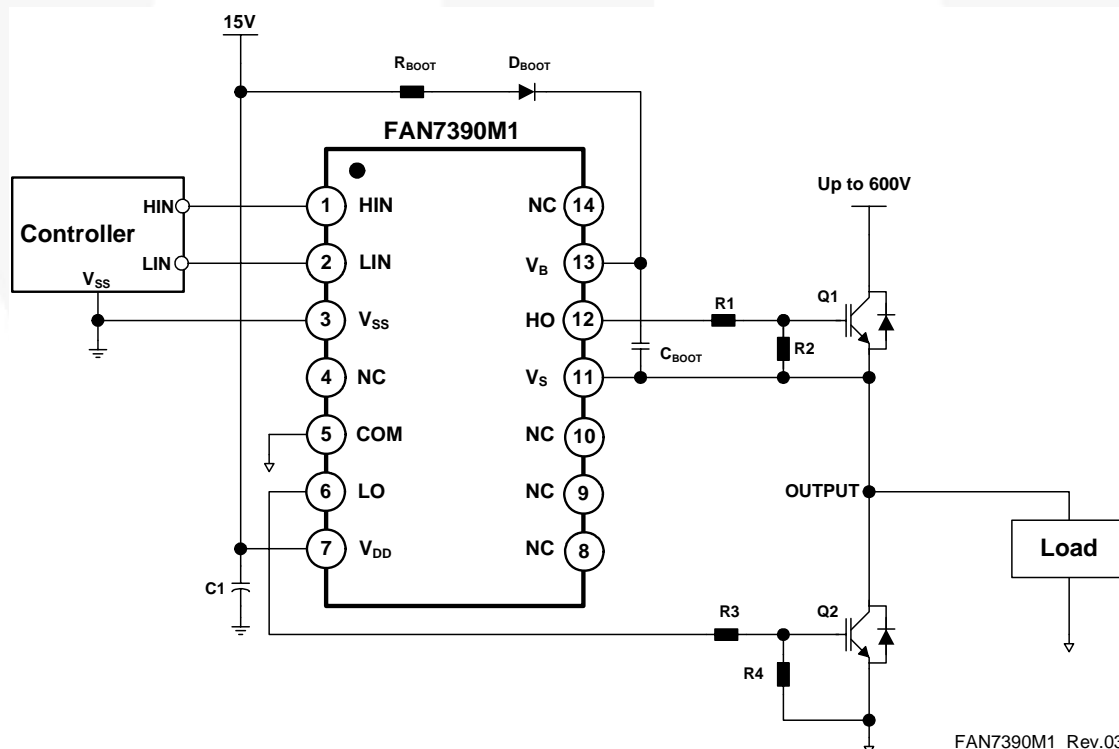 15V
RBOOT
DBOOT
FAN7390M1
Up to 600V
HIN
1
HIN
NC
14
Controller
LIN
2
LIN
VB
13
Q1
VSS
3
VSS
HO
12
R1
R2
CBOOT
4
NC
VS
11
5
COM
NC
10
6
LO
NC
9
OUTPUT
7
VDD
NC
8
Load
C1
R3
Q2
R4
FAN7390M1 Rev.03